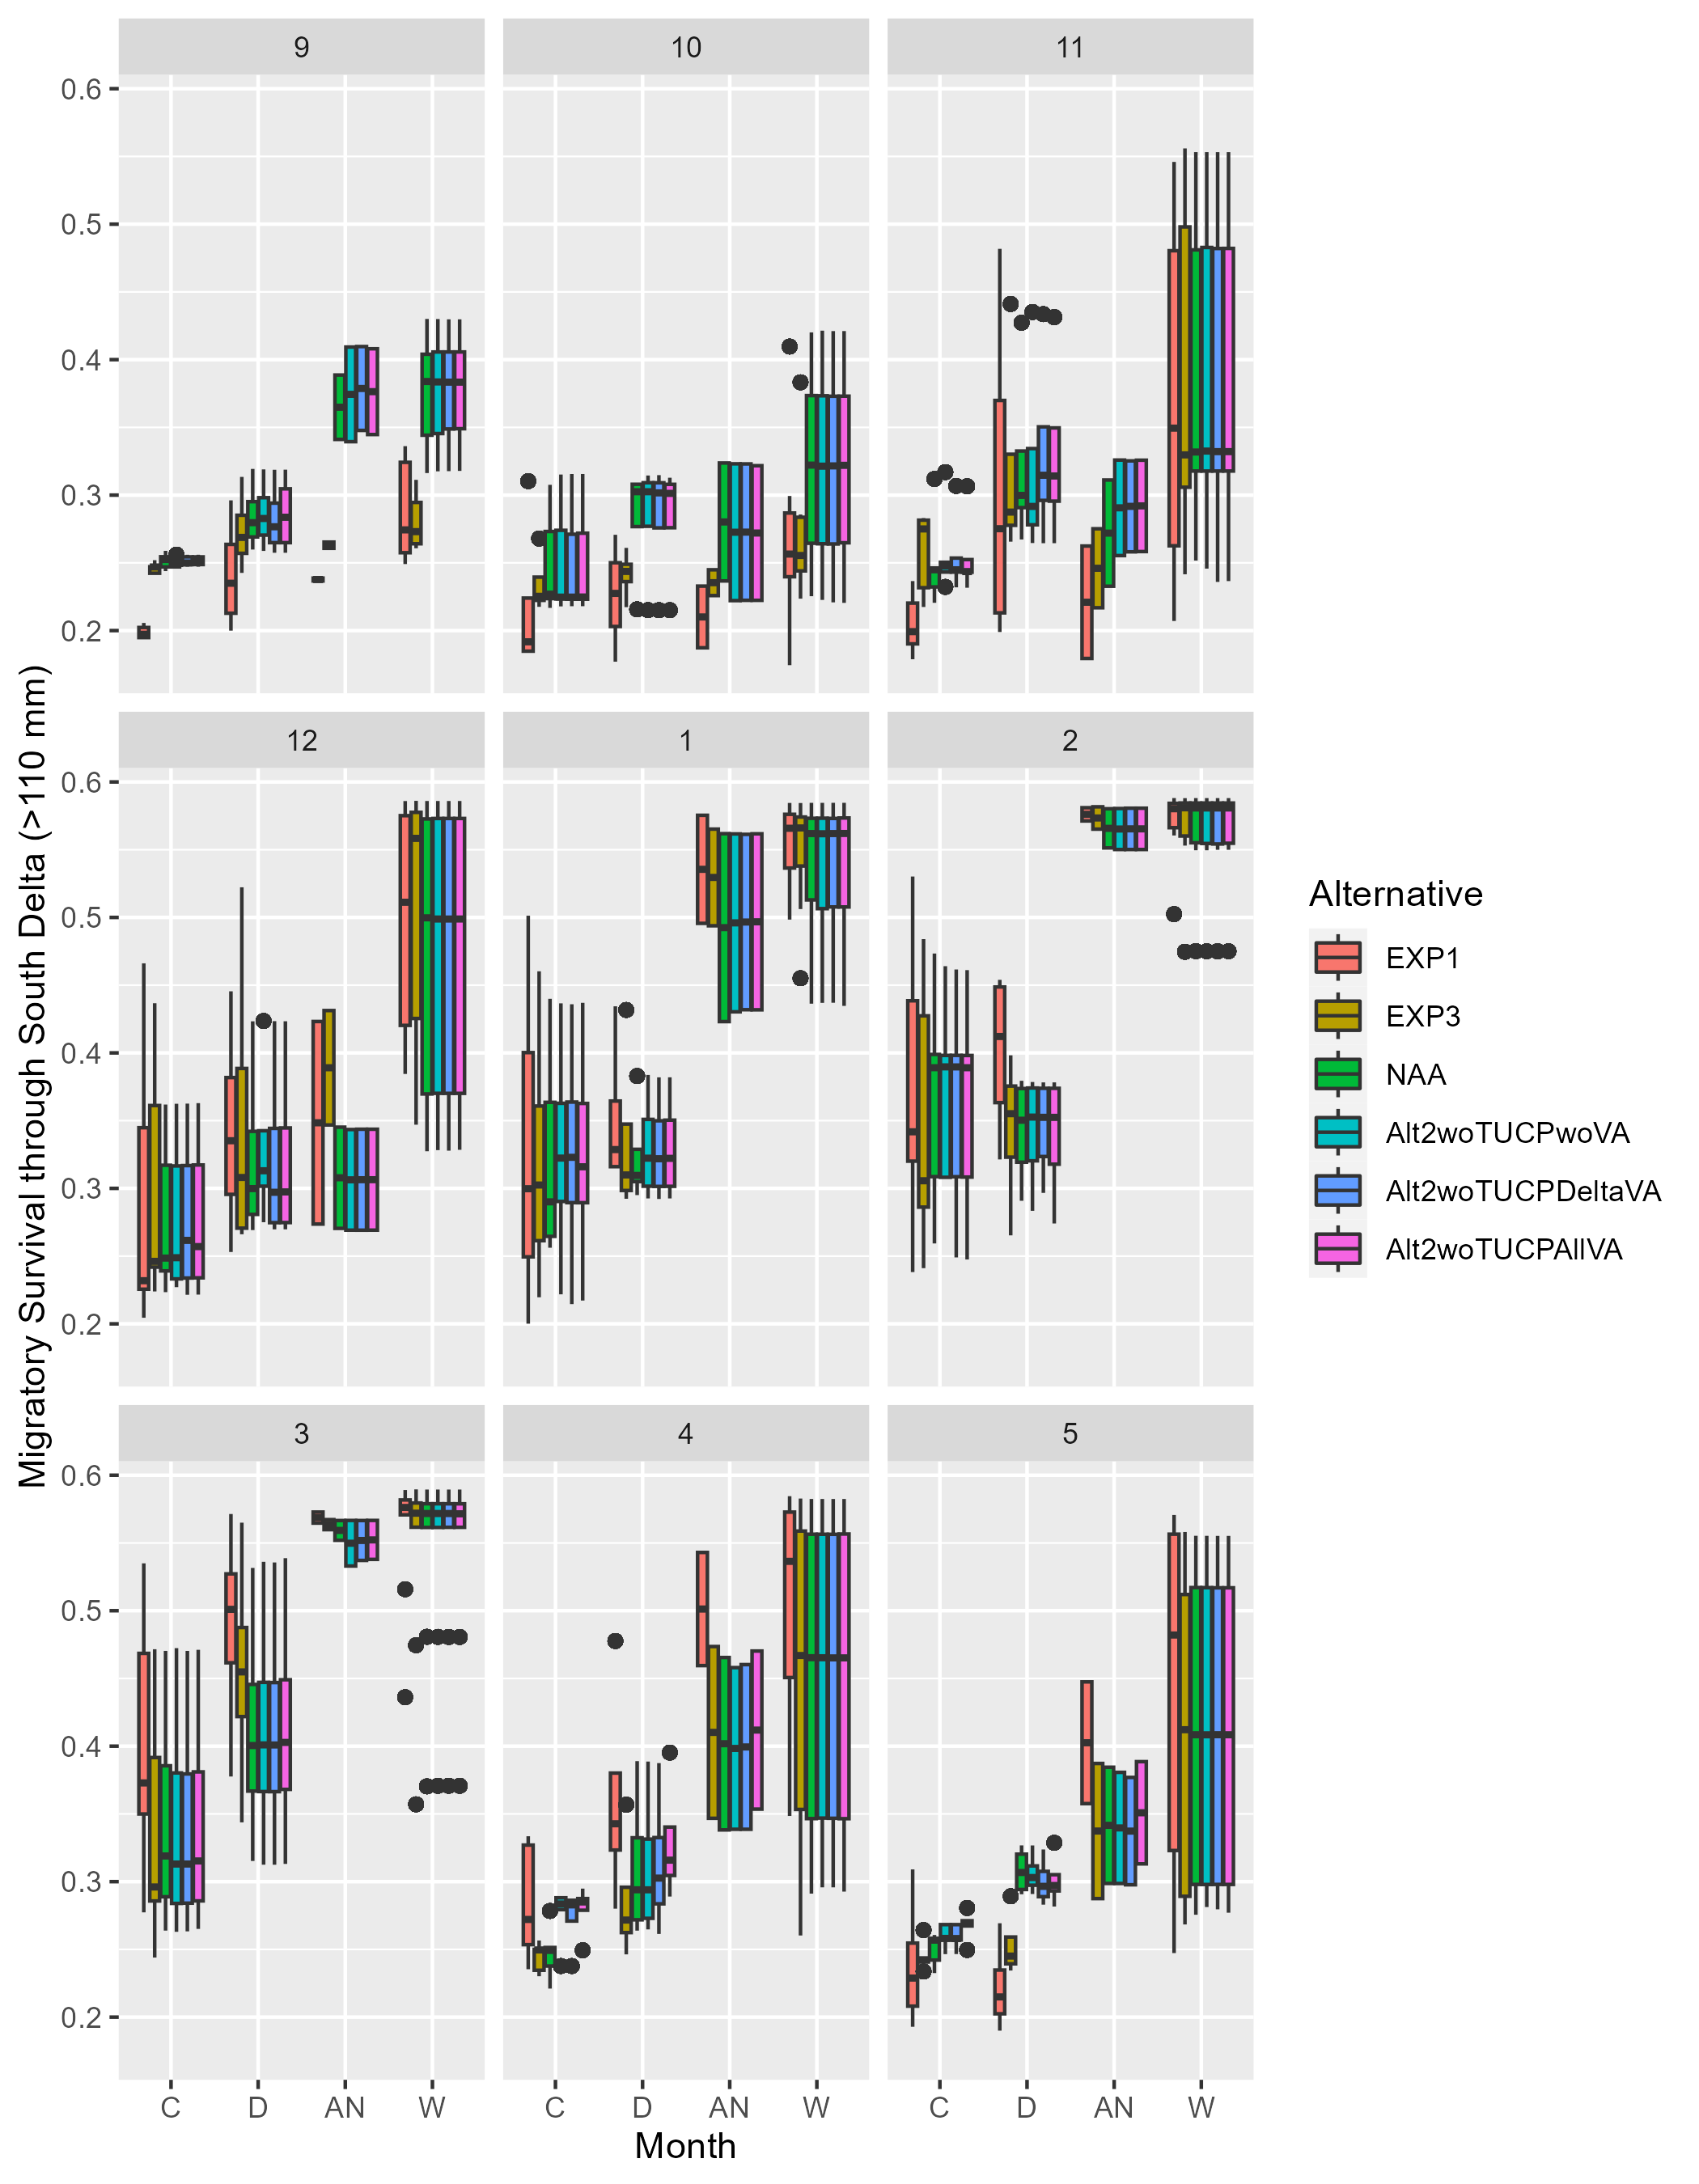 Migratory Survival through South Delta (>110 mm)
9
10
11
0.6
0.5
0.4
0.3
0.2
12
1
2
0.6
0.5
0.4
0.3
0.2
3
4
5
0.6
0.5
0.4
0.3
0.2
C D AN W
C D AN W
C D AN W
Month
Alternative
EXP1
EXP3
NAA
Alt2woTUCPwoVA
Alt2woTUCPDeltaVA
Alt2woTUCPAllVA